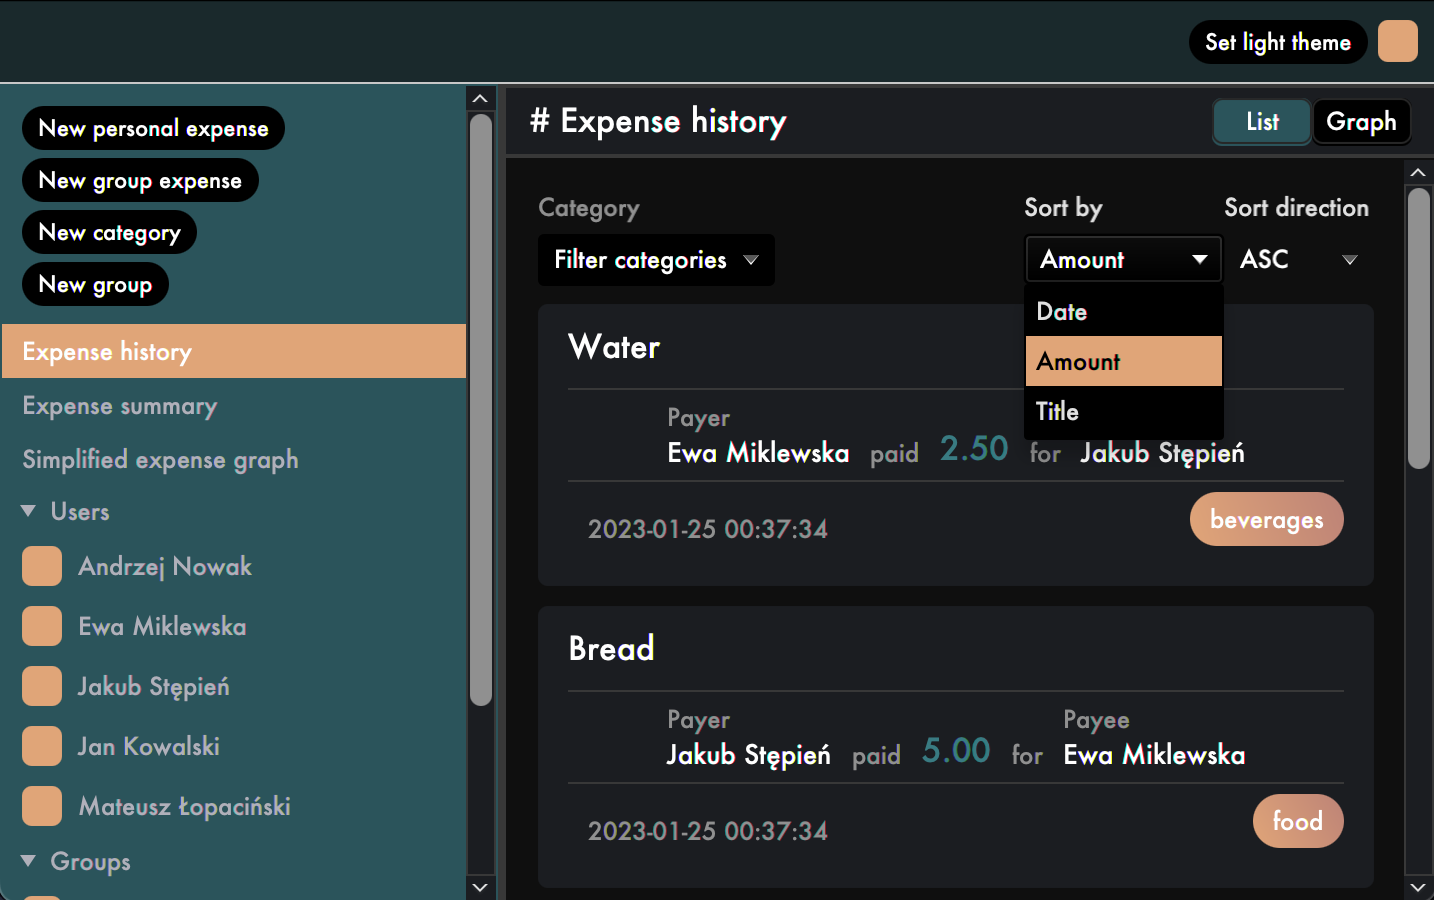 Set light theme
New personal expense
New group expense
New category
New group
Expense history
Expense summary
Simplified expense graph
Users
Andrzej Nowak
Ewa Miklewska
Jakub Stępień
Jan Kowalski
Mateusz Łopaciński
Groups
# Expense history
List Graph
Category Sort by Sort direction
Filter categories Amount ASC
Date
Amount
Title
Water
Payer
Ewa Miklewska paid 2.50 for Jakub Stępień
2023-01-25 00:37:34 beverages
Bread
Payer Payee
Jakub Stępień paid 5.00 for Ewa Miklewska
2023-01-25 00:37:34 food